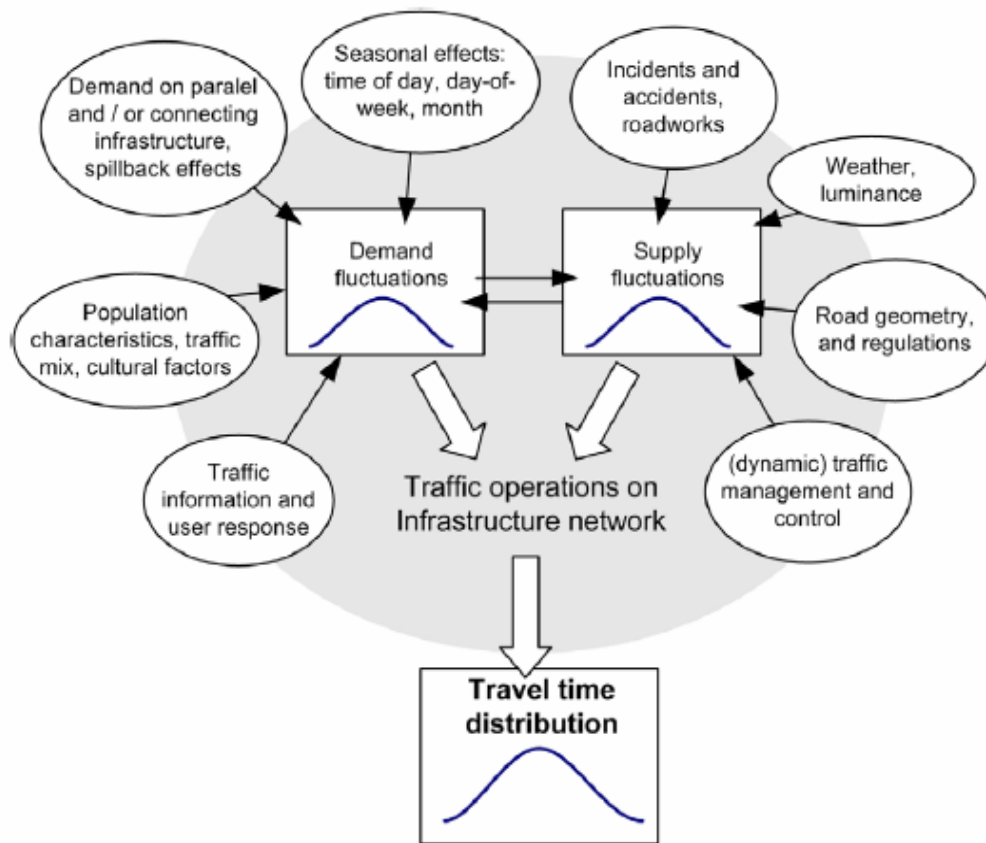 Demand on paralel
and / or connecting
infrastructure,
spillback effects
Seasonal effects:
time of day, day-of-
week, month
Incidents and
accidents,
roadworks
Weather,
luminance
Demand
fluctuations
Supply
fluctuations
Population
characteristics, traffic
mix, cultural factors
Road geometry,
and regulations
Traffic
information and
user response
(dynamic) traffic
management and
control
Traffic operations on
Infrastructure network
Travel time
distribution